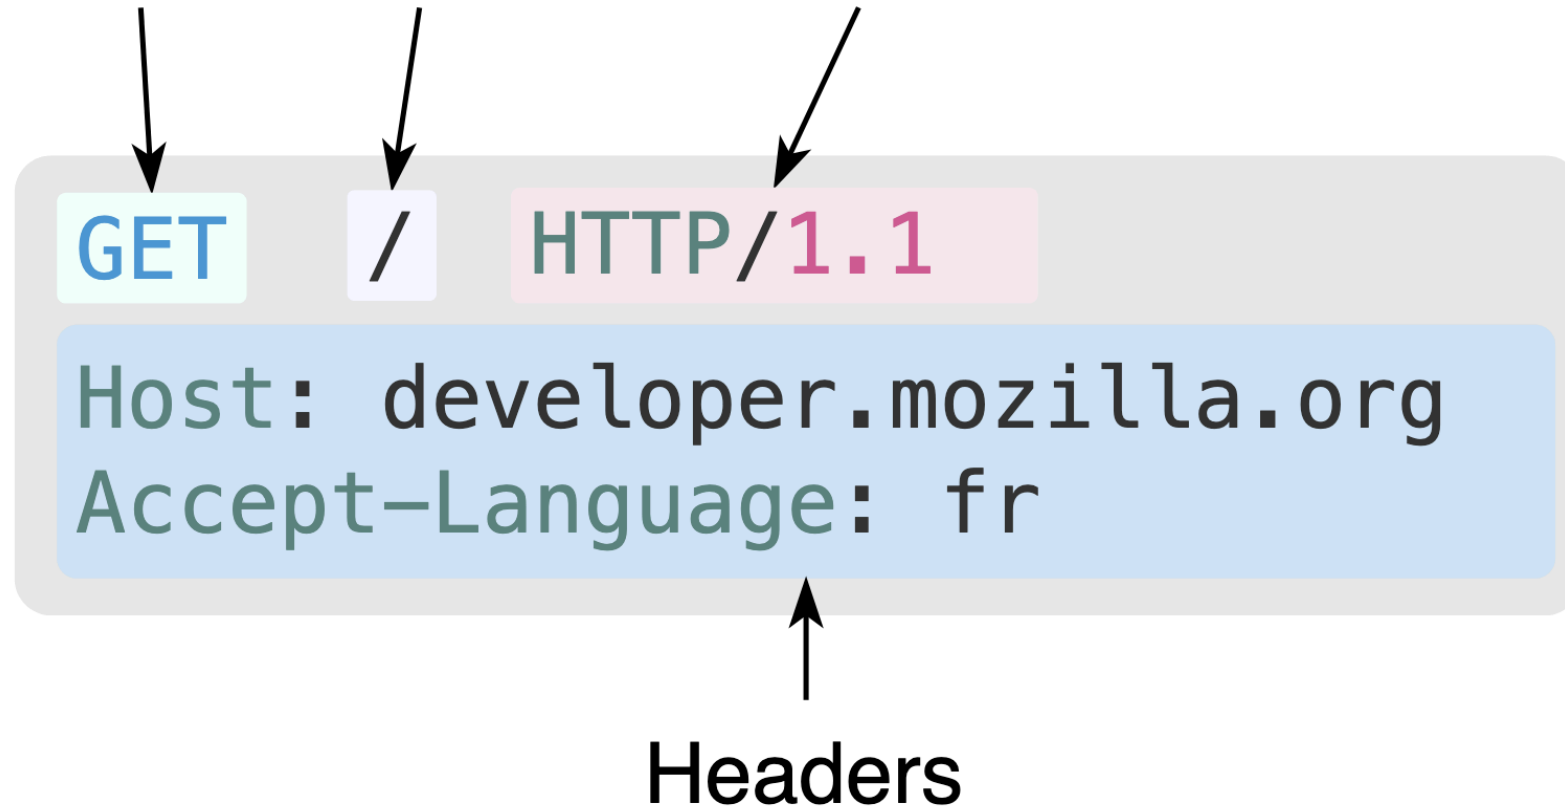 GET / HTTP/1.1
Host: developer.mozilla.org
Accept-Language: fr
Headers